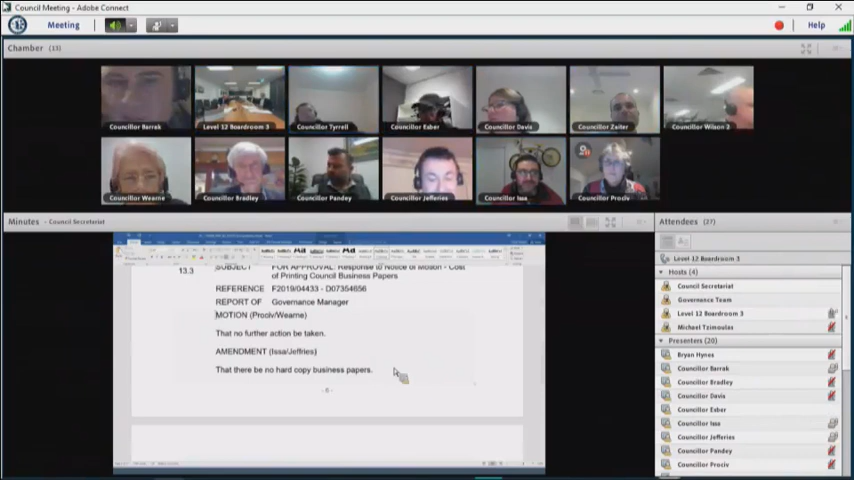 Council Meeting - Adobe Connect
Meeting
Help
Chamber (13)
Councillor Barrak
Level 12 Boardroom 3
Councillor Tyrrell
Councillor Esber
Councillor Davis
Councillor Zaiter
Councillor Wilson 2
Councillor Wearne
Councillor Bradley
Councillor Pandey
Councillor Jefferies
Councillor Issa
Councillor Prociv
Minutes - Council Secretariat
13.3
SUBJECT FOR APPROVAL: Response to Notice of Motion - Cost
of Printing Council Business Papers
REFERENCE F2019/04433 - D07354656
REPORT OF Governance Manager
MOTION (Prociv/Wearne)
That no further action be taken.
AMENDMENT (Issa/Jeffries)
That there be no hard copy business papers.
- 6 -
Attendees (27)
Level 12 Boardroom 3
Hosts (4)
Council Secretariat
Governance Team
Level 12 Boardroom 3
Michael Tzimoulas
Presenters (20)
Bryan Hynes
Councillor Barrak
Councillor Bradley
Councillor Davis
Councillor Esber
Councillor Issa
Councillor Jefferies
Councillor Pandey
Councillor Prociv